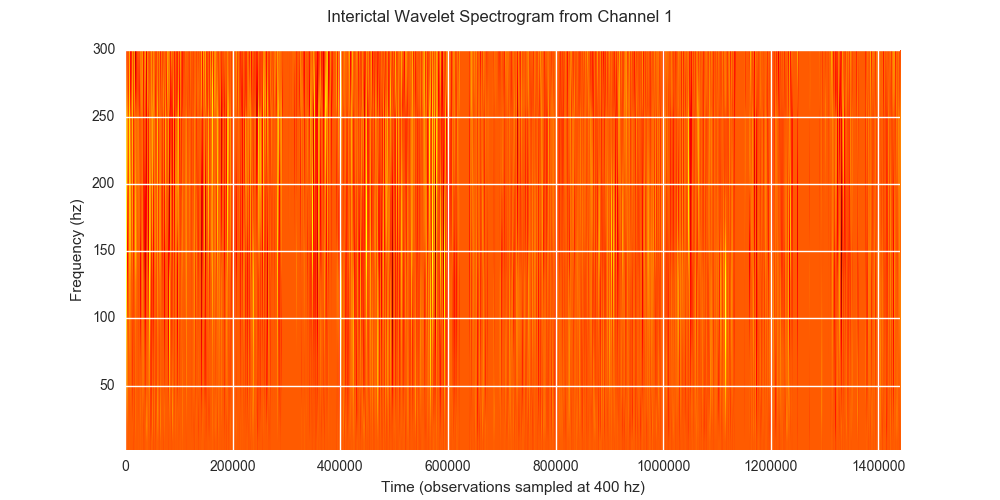 Interictal Wavelet Spectrogram from Channel 1
300
250
200
150
100
50
Frequency (hz)
0 200000 400000 600000 800000 1000000 1200000 1400000
Time (observations sampled at 400 hz)